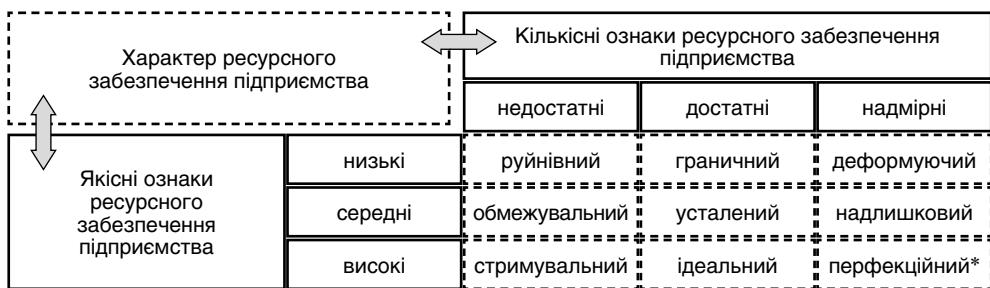 Характер ресурсного
забезпечення підприємства
Кількісні ознаки ресурсного забезпечення
підприємства
недостатні достатні надмірні
Якісні ознаки
ресурсного
забезпечення
підприємства
низькі руйнівний граничний деформуючий
середні обмежувальний усталений надлишковий
високі стримувальний ідеальний перфекційний*